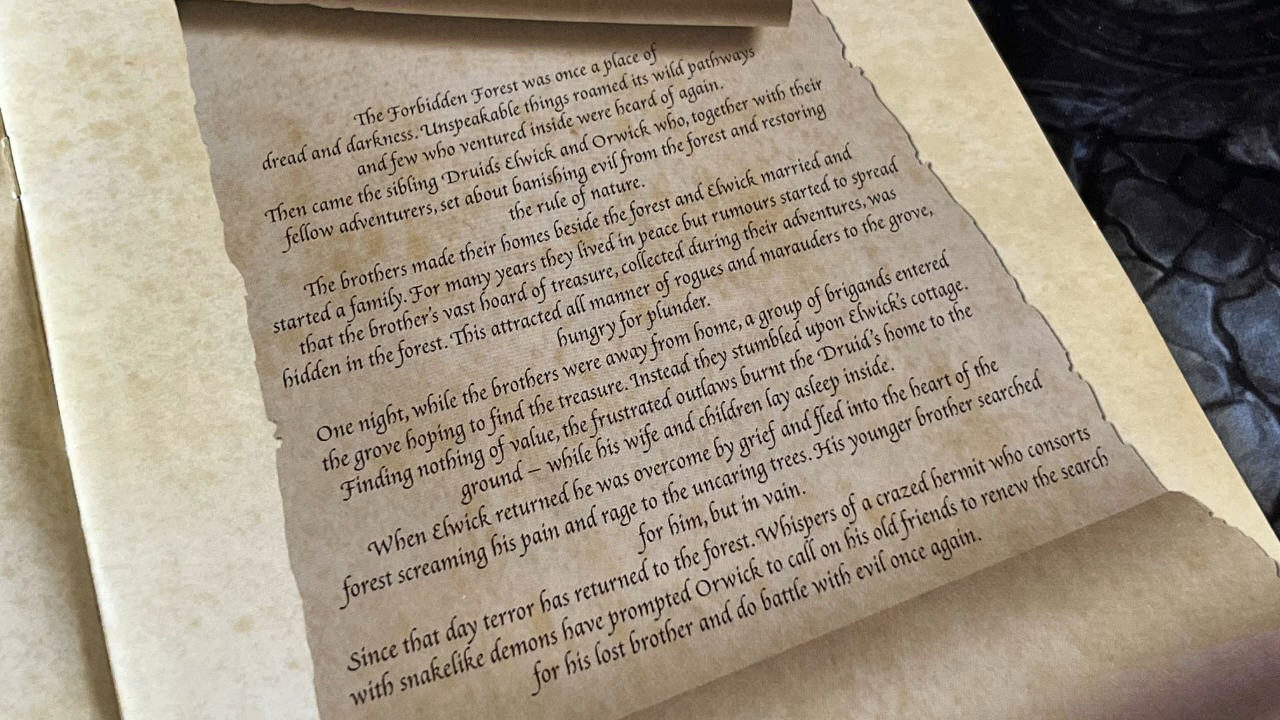 The Forbidden Forest was once a place of
dread and darkness. Unspeakable things roamed its wild pathways
and few who ventured inside were heard of again.
Then came the sibling Druids Elwick and Orwick who, together with their
fellow adventurers, set about banishing evil from the forest and restoring
the rule of nature.
The brothers made their homes beside the forest and Elwick married and
started a family. For many years they lived in peace but rumours started to spread
that the brother's vast hoard of treasure, collected during their adventures, was
hidden in the forest. This attracted all manner of rogues and marauders to the grove,
hungry for plunder.
One night, while the brothers were away from home, a group of brigands entered
the grove hoping to find the treasure. Instead they stumbled upon Elwick's cottage.
Finding nothing of value, the frustrated outlaws burnt the Druid's home to the
ground – while his wife and children lay asleep inside.
When Elwick returned he was overcome by grief and fled into the heart of the
forest screaming his pain and rage to the uncaring trees. His younger brother searched
for him, but in vain.
Since that day terror has returned to the forest. Whispers of a crazed hermit who consorts
with snakelike demons have prompted Orwick to call on his old friends to renew the search
for his lost brother and do battle with evil once again.